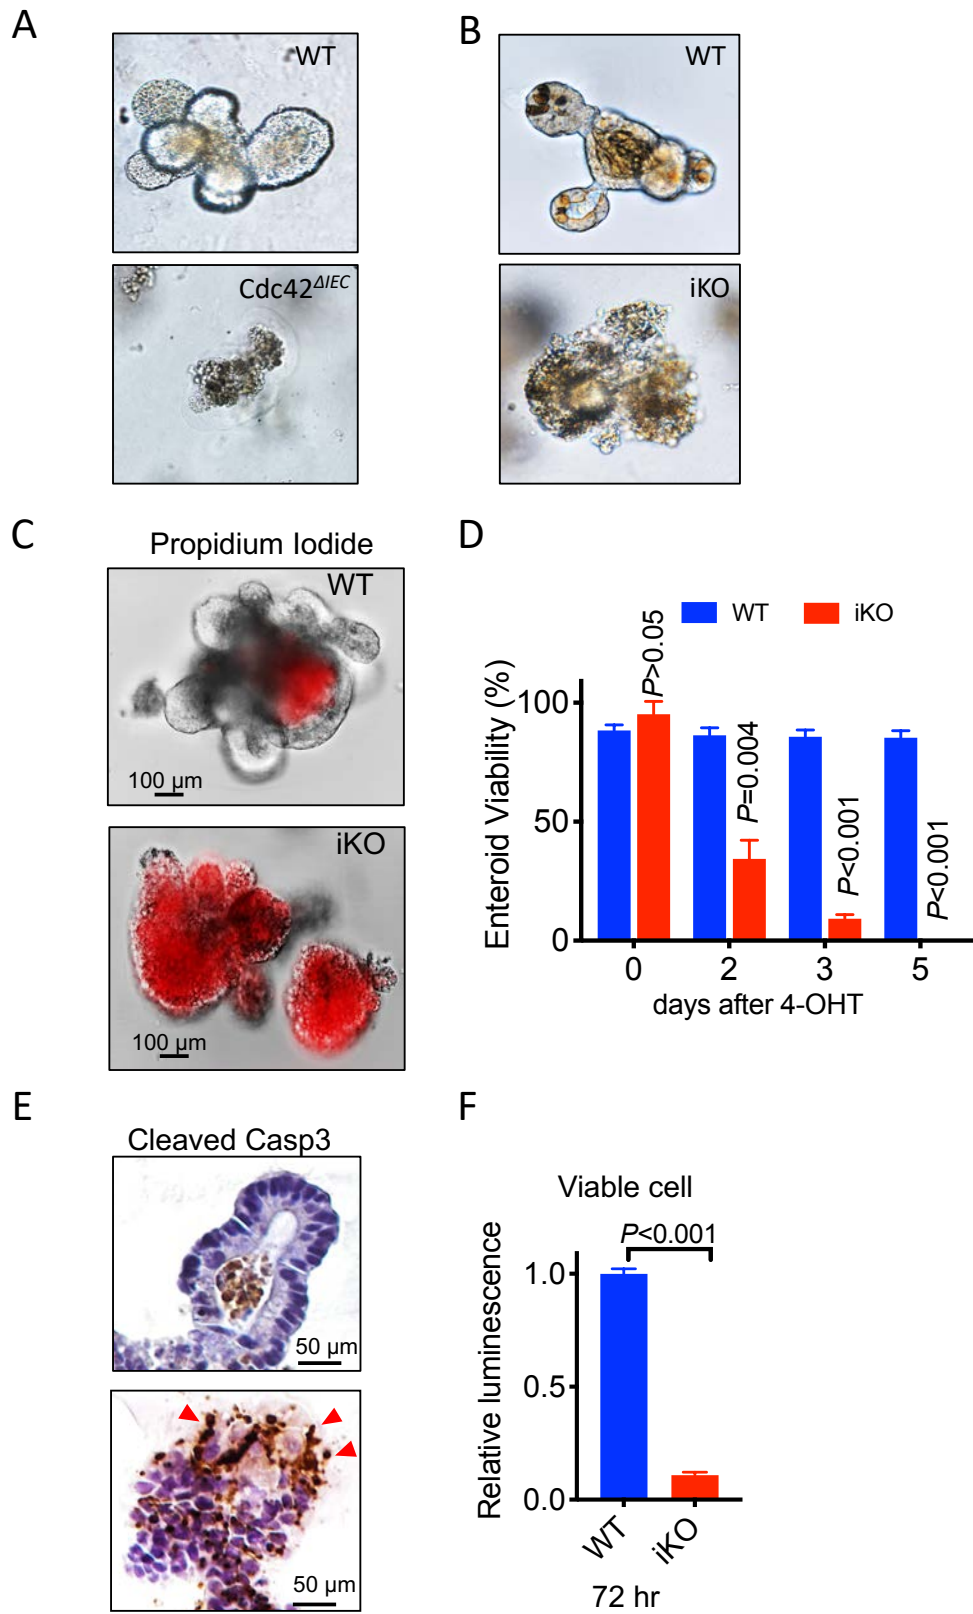 A
WT
Cdc42ΔIEC
B
WT
iKO
C
Propidium Iodide
WT
100 µm
iKO
100 µm
D
WT
iKO
Enteroid Viability (%)
100
50
0
P>0.05
P=0.004
P<0.001
P<0.001
0 2 3 5
days after 4-OHT
E
Cleaved Casp3
50 µm
50 µm
F
Viable cell
P<0.001
Relative luminescence
1.0
0.5
0.0
WT
iKO
72 hr